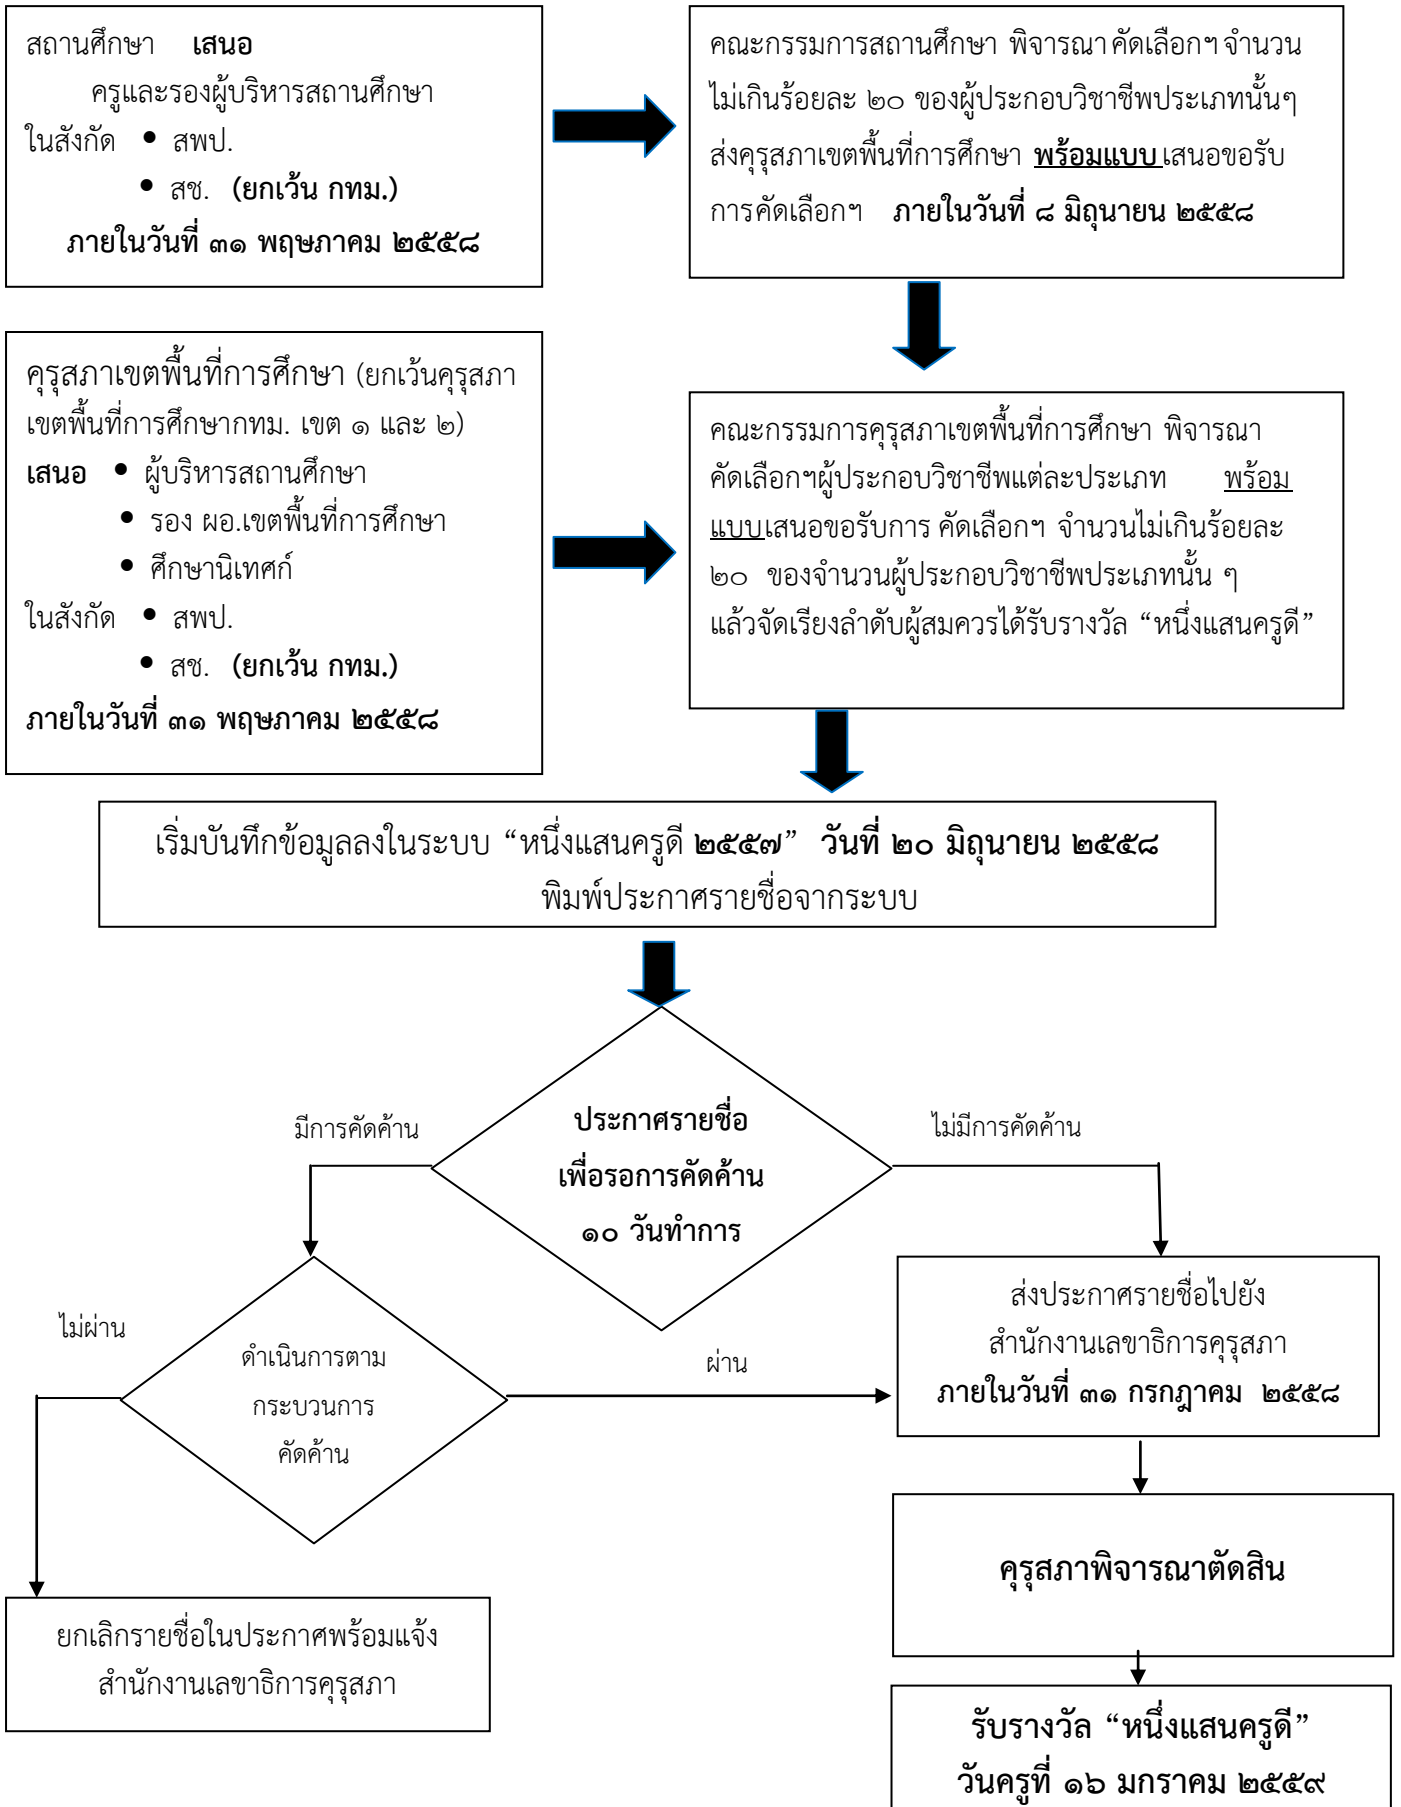 สถานศึกษา เสนอ
ครูและรองผู้บริหารสถานศึกษา
ในสังกัด • สพป.
• สช. (ยกเว้น กทม.)
ภายในวันที่ ๓๑ พฤษภาคม ๒๕๕๘
คณะกรรมการสถานศึกษา พิจารณา คัดเลือกฯ จำนวน
ไม่เกินร้อยละ ๒๐ ของผู้ประกอบวิชาชีพประเภทนั้นๆ
ส่งคุรุสภาเขตพื้นที่การศึกษา พร้อมแบบ เสนอขอรับ
การคัดเลือกฯ ภายในวันที่ ๘ มิถุนายน ๒๕๕๘
คุรุสภาเขตพื้นที่การศึกษา (ยกเว้นคุรุสภา
เขตพื้นที่การศึกษากทม. เขต ๑ และ ๒)
เสนอ • ผู้บริหารสถานศึกษา
• รอง ผอ.เขตพื้นที่การศึกษา
• ศึกษานิเทศก์
ในสังกัด • สพป.
• สช. (ยกเว้น กทม.)
ภายในวันที่ ๓๑ พฤษภาคม ๒๕๕๘
คณะกรรมการคุรุสภาเขตพื้นที่การศึกษา พิจารณา
คัดเลือกฯผู้ประกอบวิชาชีพแต่ละประเภท พร้อม
แบบเสนอขอรับการ คัดเลือกฯ จำนวนไม่เกินร้อยละ
๒๐ ของจำนวนผู้ประกอบวิชาชีพประเภทนั้น ๆ
แล้วจัดเรียงลำดับผู้สมควรได้รับรางวัล “หนึ่งแสนครูดี”
เริ่มบันทึกข้อมูลลงในระบบ “หนึ่งแสนครูดี ๒๕๕๗” วันที่ ๒๐ มิถุนายน ๒๕๕๘
พิมพ์ประกาศรายชื่อจากระบบ
ประกาศรายชื่อ
เพื่อรอการคัดค้าน
๑๐ วันทำการ
มีการคัดค้าน
ไม่มีการคัดค้าน
ดำเนินการตาม
กระบวนการ
คัดค้าน
ไม่ผ่าน
ผ่าน
ส่งประกาศรายชื่อไปยัง
สำนักงานเลขาธิการคุรุสภา
ภายในวันที่ ๓๑ กรกฎาคม ๒๕๕๘
คุรุสภาพิจารณาตัดสิน
ยกเลิกรายชื่อในประกาศพร้อมแจ้ง
สำนักงานเลขาธิการคุรุสภา
รับรางวัล “หนึ่งแสนครูดี”
วันครูที่ ๑๖ มกราคม ๒๕๕๙